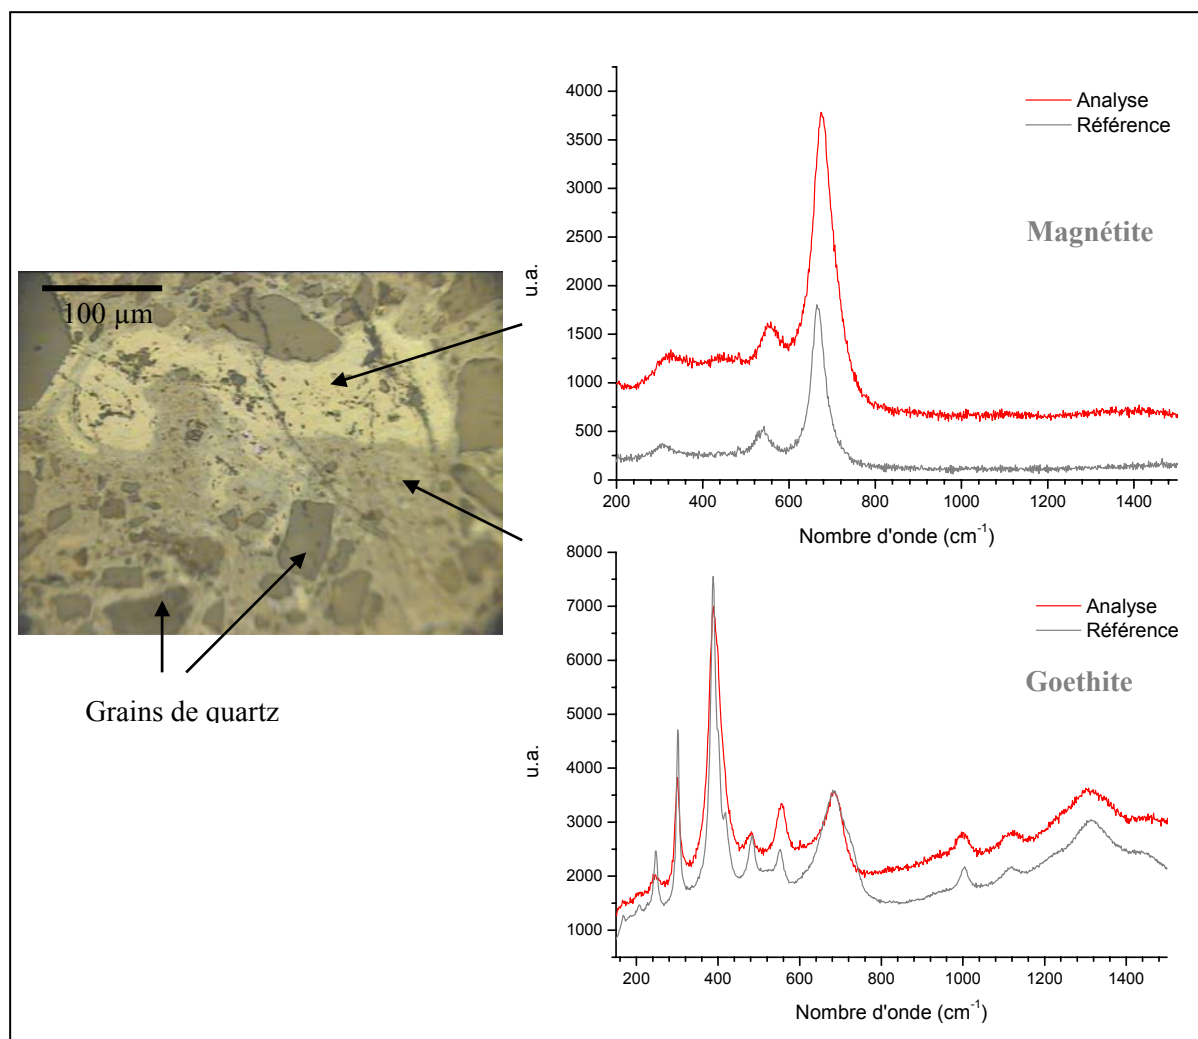 100 µm
Grains de quartz
4000
3500
3000
2500
2000
1500
1000
500
0
u.a.
Analyse
Référence
Magnétite
200 400 600 800 1000 1200 1400
Nombre d'onde (cm⁻¹)
8000
7000
6000
5000
4000
3000
2000
1000
u.a.
Analyse
Référence
Goethite
200 400 600 800 1000 1200 1400
Nombre d'onde (cm⁻¹)